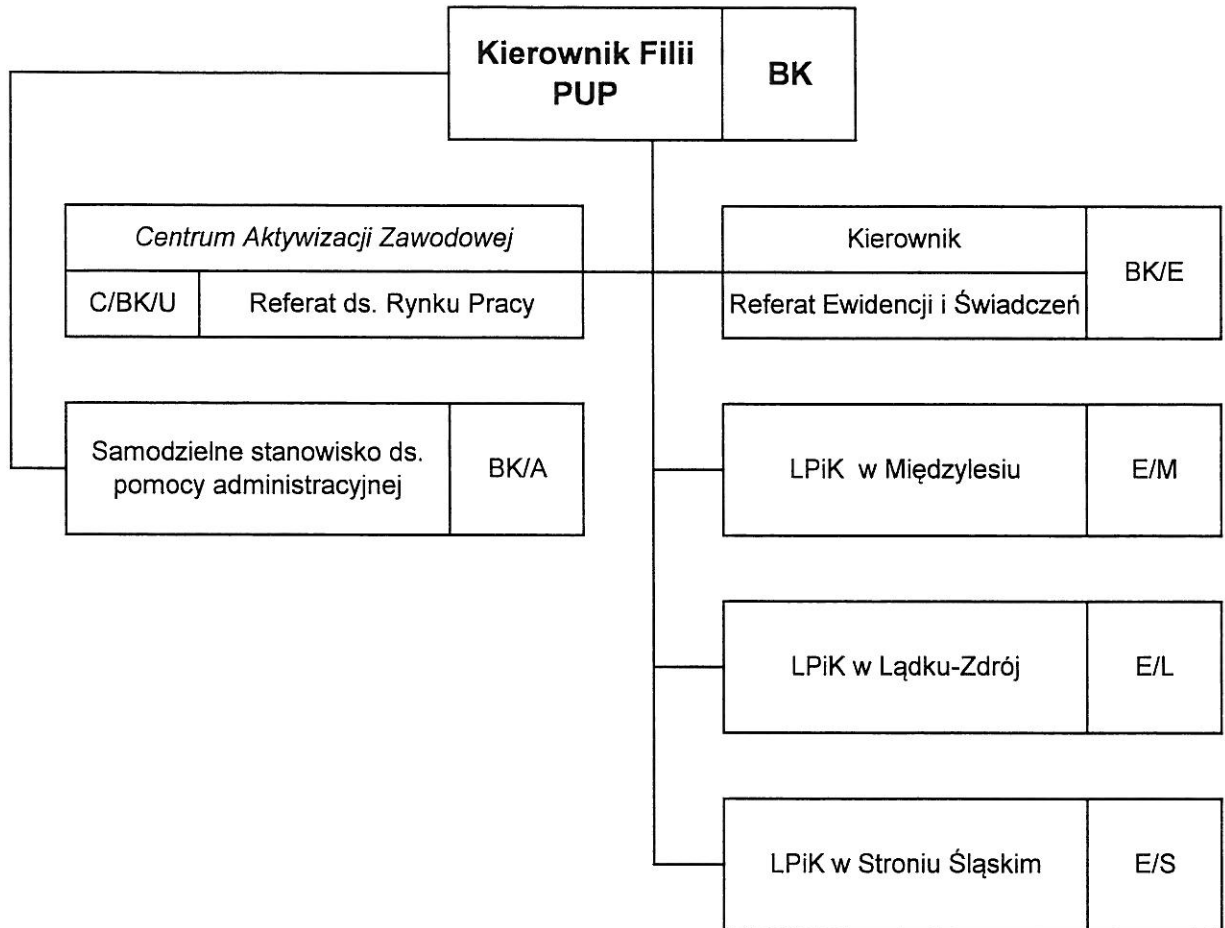 Kierownik Filii
PUP
BK
Centrum Aktywizacji Zawodowej
C/BK/U
Referat ds. Rynku Pracy
Kierownik
Referat Ewidencji i Świadczeń
BK/E
Samodzielne stanowisko ds.
pomocy administracyjnej
BK/A
LPiK w Międzylesiu
E/M
LPiK w Lądku-Zdrój
E/L
LPiK w Stroniu Śląskim
E/S